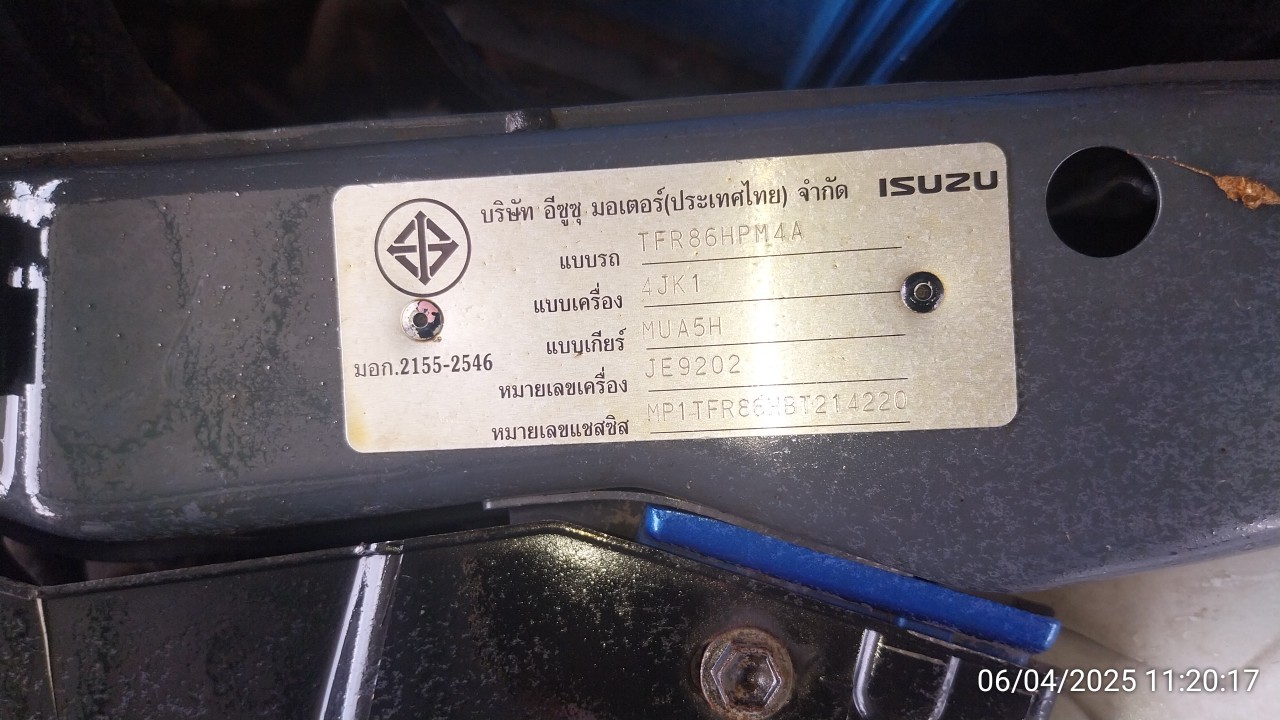 บริษัท อีซูซุ มอเตอร์(ประเทศไทย) จำกัด ISUZU
แบบรถ TFR86HPM4A
แบบเครื่อง 4JK1
แบบเกียร์ MUA5H
มอก.2155-2546
หมายเลขเครื่อง JE9202
หมายเลขแชสซิส MP1TFR86HBT214220
06/04/2025 11:20:17